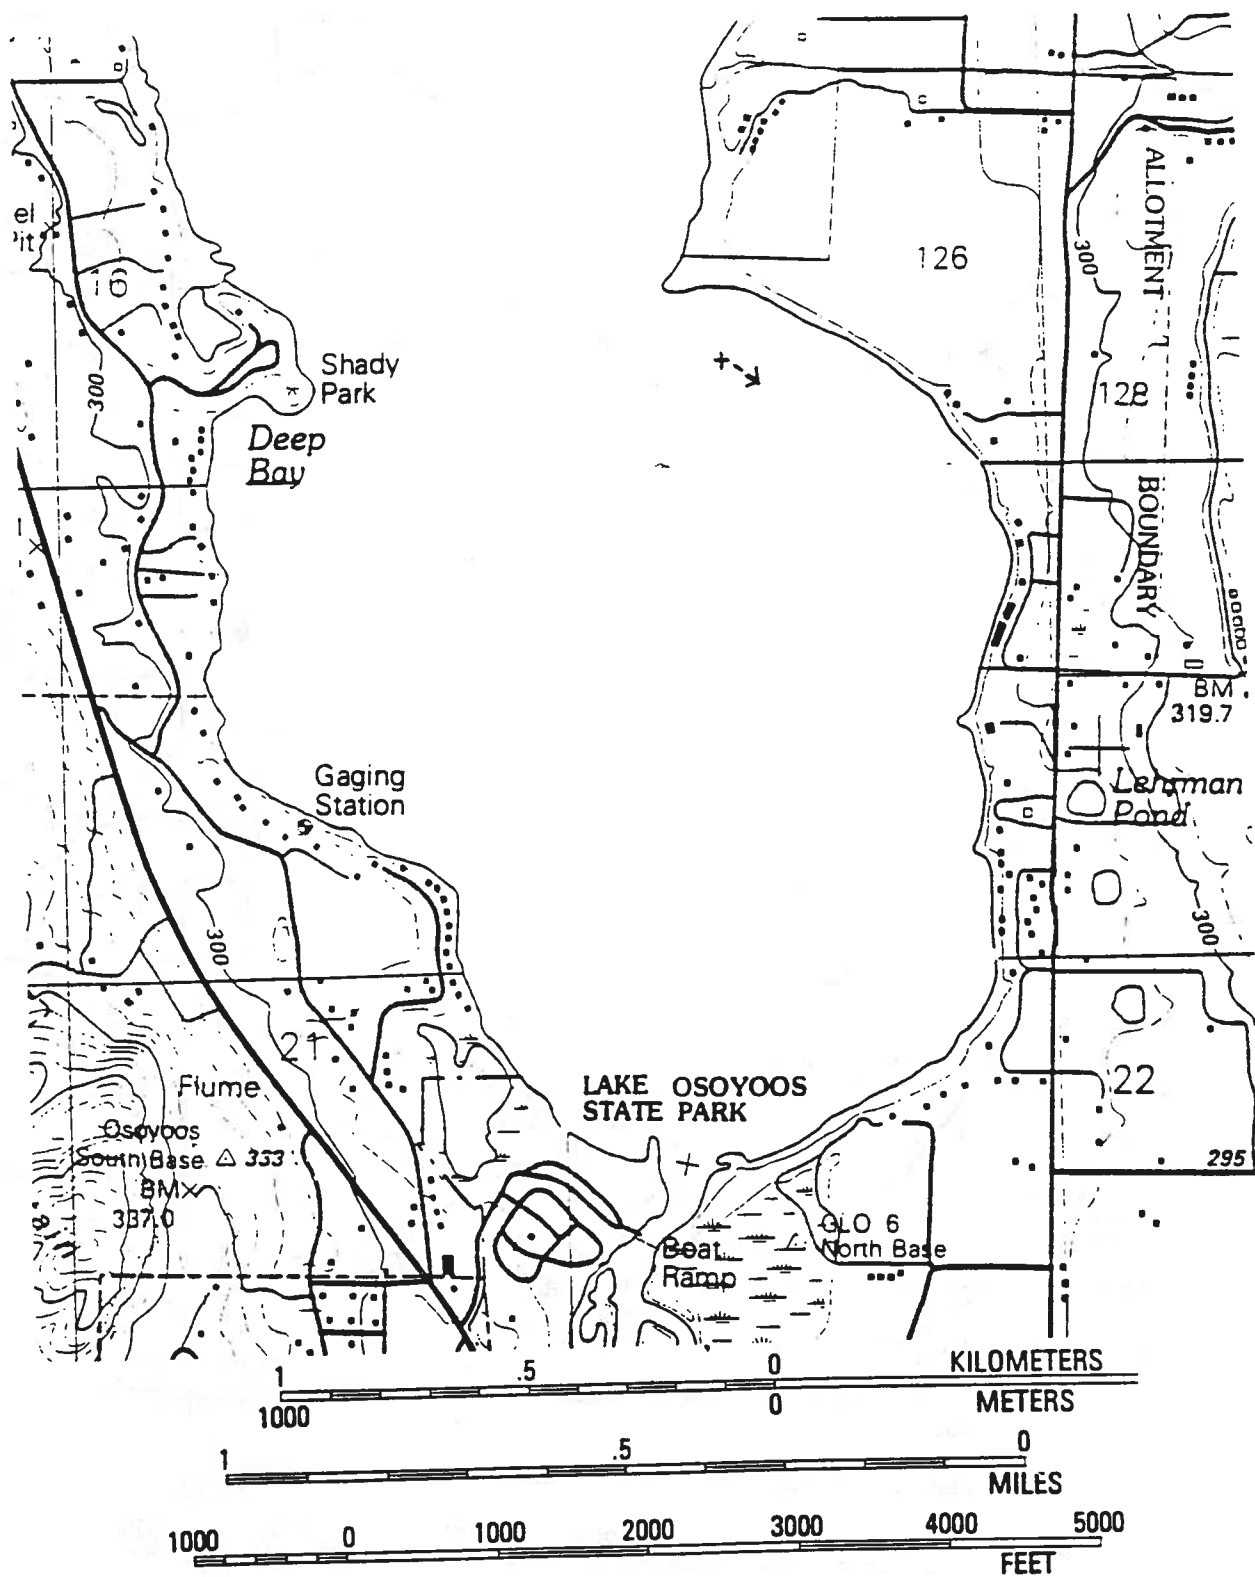 ALLOTMENT
el
Pit
126
300
16
Shady
Park
300
128
Deep
Bay
BOUNDARY
BM
319.7
Gaging
Station
Lehrman
Pond
300
300
21
22
Flume
LAKE OSOYOOS
STATE PARK
Osoyoos
South Base △ 333
295
BM×
337.0
GLO 6
North Base
Boat
Ramp
1 .5 0 KILOMETERS
1000 0 METERS
1 .5 0
MILES
1000 0 1000 2000 3000 4000 5000
FEET